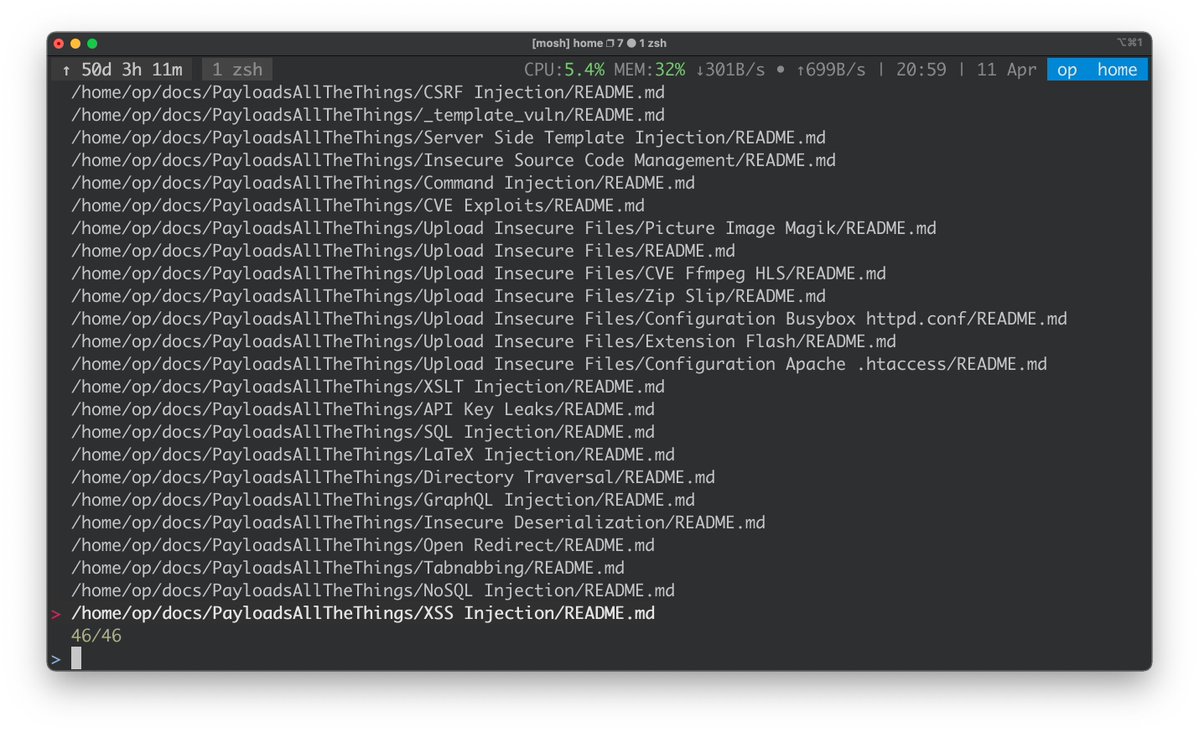 [mosh] home ❐ 7 ● 1 zsh ⌥⌘1
↑ 50d 3h 11m 1 zsh CPU:5.4% MEM:32% ↓301B/s • ↑699B/s | 20:59 | 11 Apr op home
/home/op/docs/PayloadsAllTheThings/CSRF Injection/README.md
/home/op/docs/PayloadsAllTheThings/_template_vuln/README.md
/home/op/docs/PayloadsAllTheThings/Server Side Template Injection/README.md
/home/op/docs/PayloadsAllTheThings/Insecure Source Code Management/README.md
/home/op/docs/PayloadsAllTheThings/Command Injection/README.md
/home/op/docs/PayloadsAllTheThings/CVE Exploits/README.md
/home/op/docs/PayloadsAllTheThings/Upload Insecure Files/Picture Image Magik/README.md
/home/op/docs/PayloadsAllTheThings/Upload Insecure Files/README.md
/home/op/docs/PayloadsAllTheThings/Upload Insecure Files/CVE Ffmpeg HLS/README.md
/home/op/docs/PayloadsAllTheThings/Upload Insecure Files/Zip Slip/README.md
/home/op/docs/PayloadsAllTheThings/Upload Insecure Files/Configuration Busybox httpd.conf/README.md
/home/op/docs/PayloadsAllTheThings/Upload Insecure Files/Extension Flash/README.md
/home/op/docs/PayloadsAllTheThings/Upload Insecure Files/Configuration Apache .htaccess/README.md
/home/op/docs/PayloadsAllTheThings/XSLT Injection/README.md
/home/op/docs/PayloadsAllTheThings/API Key Leaks/README.md
/home/op/docs/PayloadsAllTheThings/SQL Injection/README.md
/home/op/docs/PayloadsAllTheThings/LaTeX Injection/README.md
/home/op/docs/PayloadsAllTheThings/Directory Traversal/README.md
/home/op/docs/PayloadsAllTheThings/GraphQL Injection/README.md
/home/op/docs/PayloadsAllTheThings/Insecure Deserialization/README.md
/home/op/docs/PayloadsAllTheThings/Open Redirect/README.md
/home/op/docs/PayloadsAllTheThings/Tabnabbing/README.md
/home/op/docs/PayloadsAllTheThings/NoSQL Injection/README.md
> /home/op/docs/PayloadsAllTheThings/XSS Injection/README.md
46/46
>